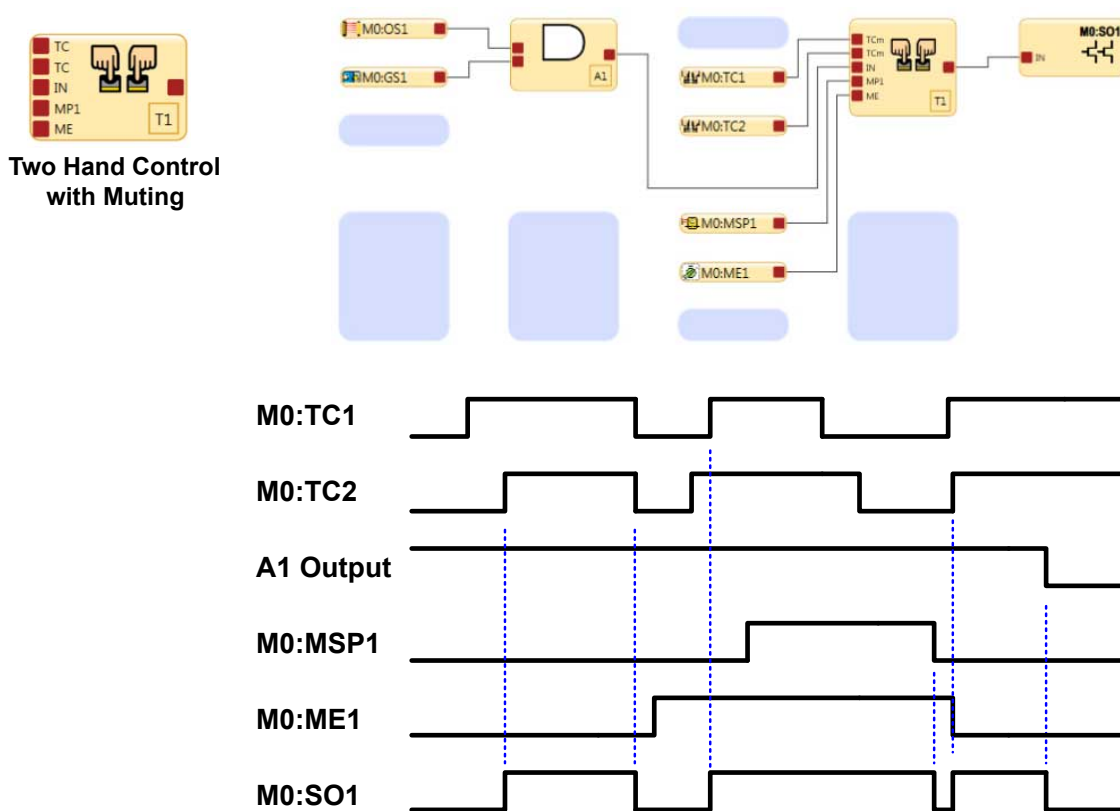 TC
TC
IN
MP1
ME
T1
Two Hand Control
with Muting
M0:OS1
M0:GS1
A1
M0:TC1
M0:TC2
M0:MSP1
M0:ME1
TCm
TCm
IN
MP1
ME
T1
M0:SO1
IN
M0:TC1
M0:TC2
A1 Output
M0:MSP1
M0:ME1
M0:SO1